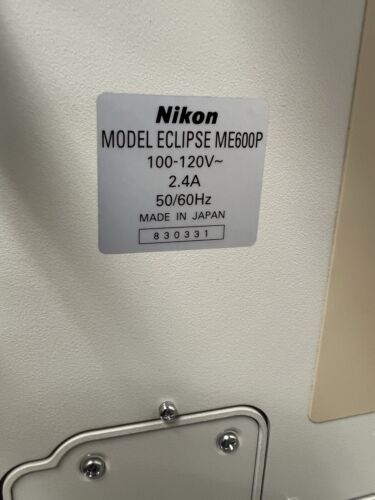 Nikon
MODEL ECLIPSE ME600P
100-120V~
2.4A
50/60Hz
MADE IN JAPAN
830331